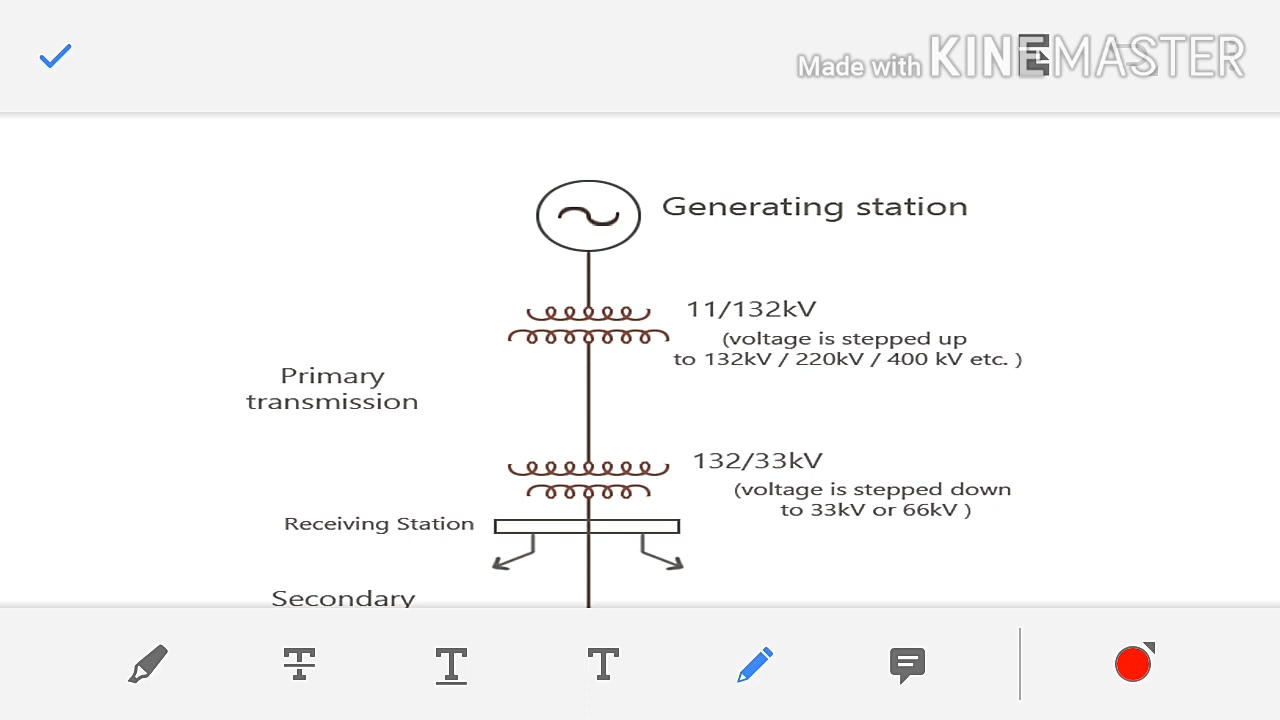 Made with KINEMASTER
Generating station
11/132kV
(voltage is stepped up
to 132kV / 220kV / 400 kV etc. )
Primary
transmission
132/33kV
(voltage is stepped down
to 33kV or 66kV )
Receiving Station
Secondary